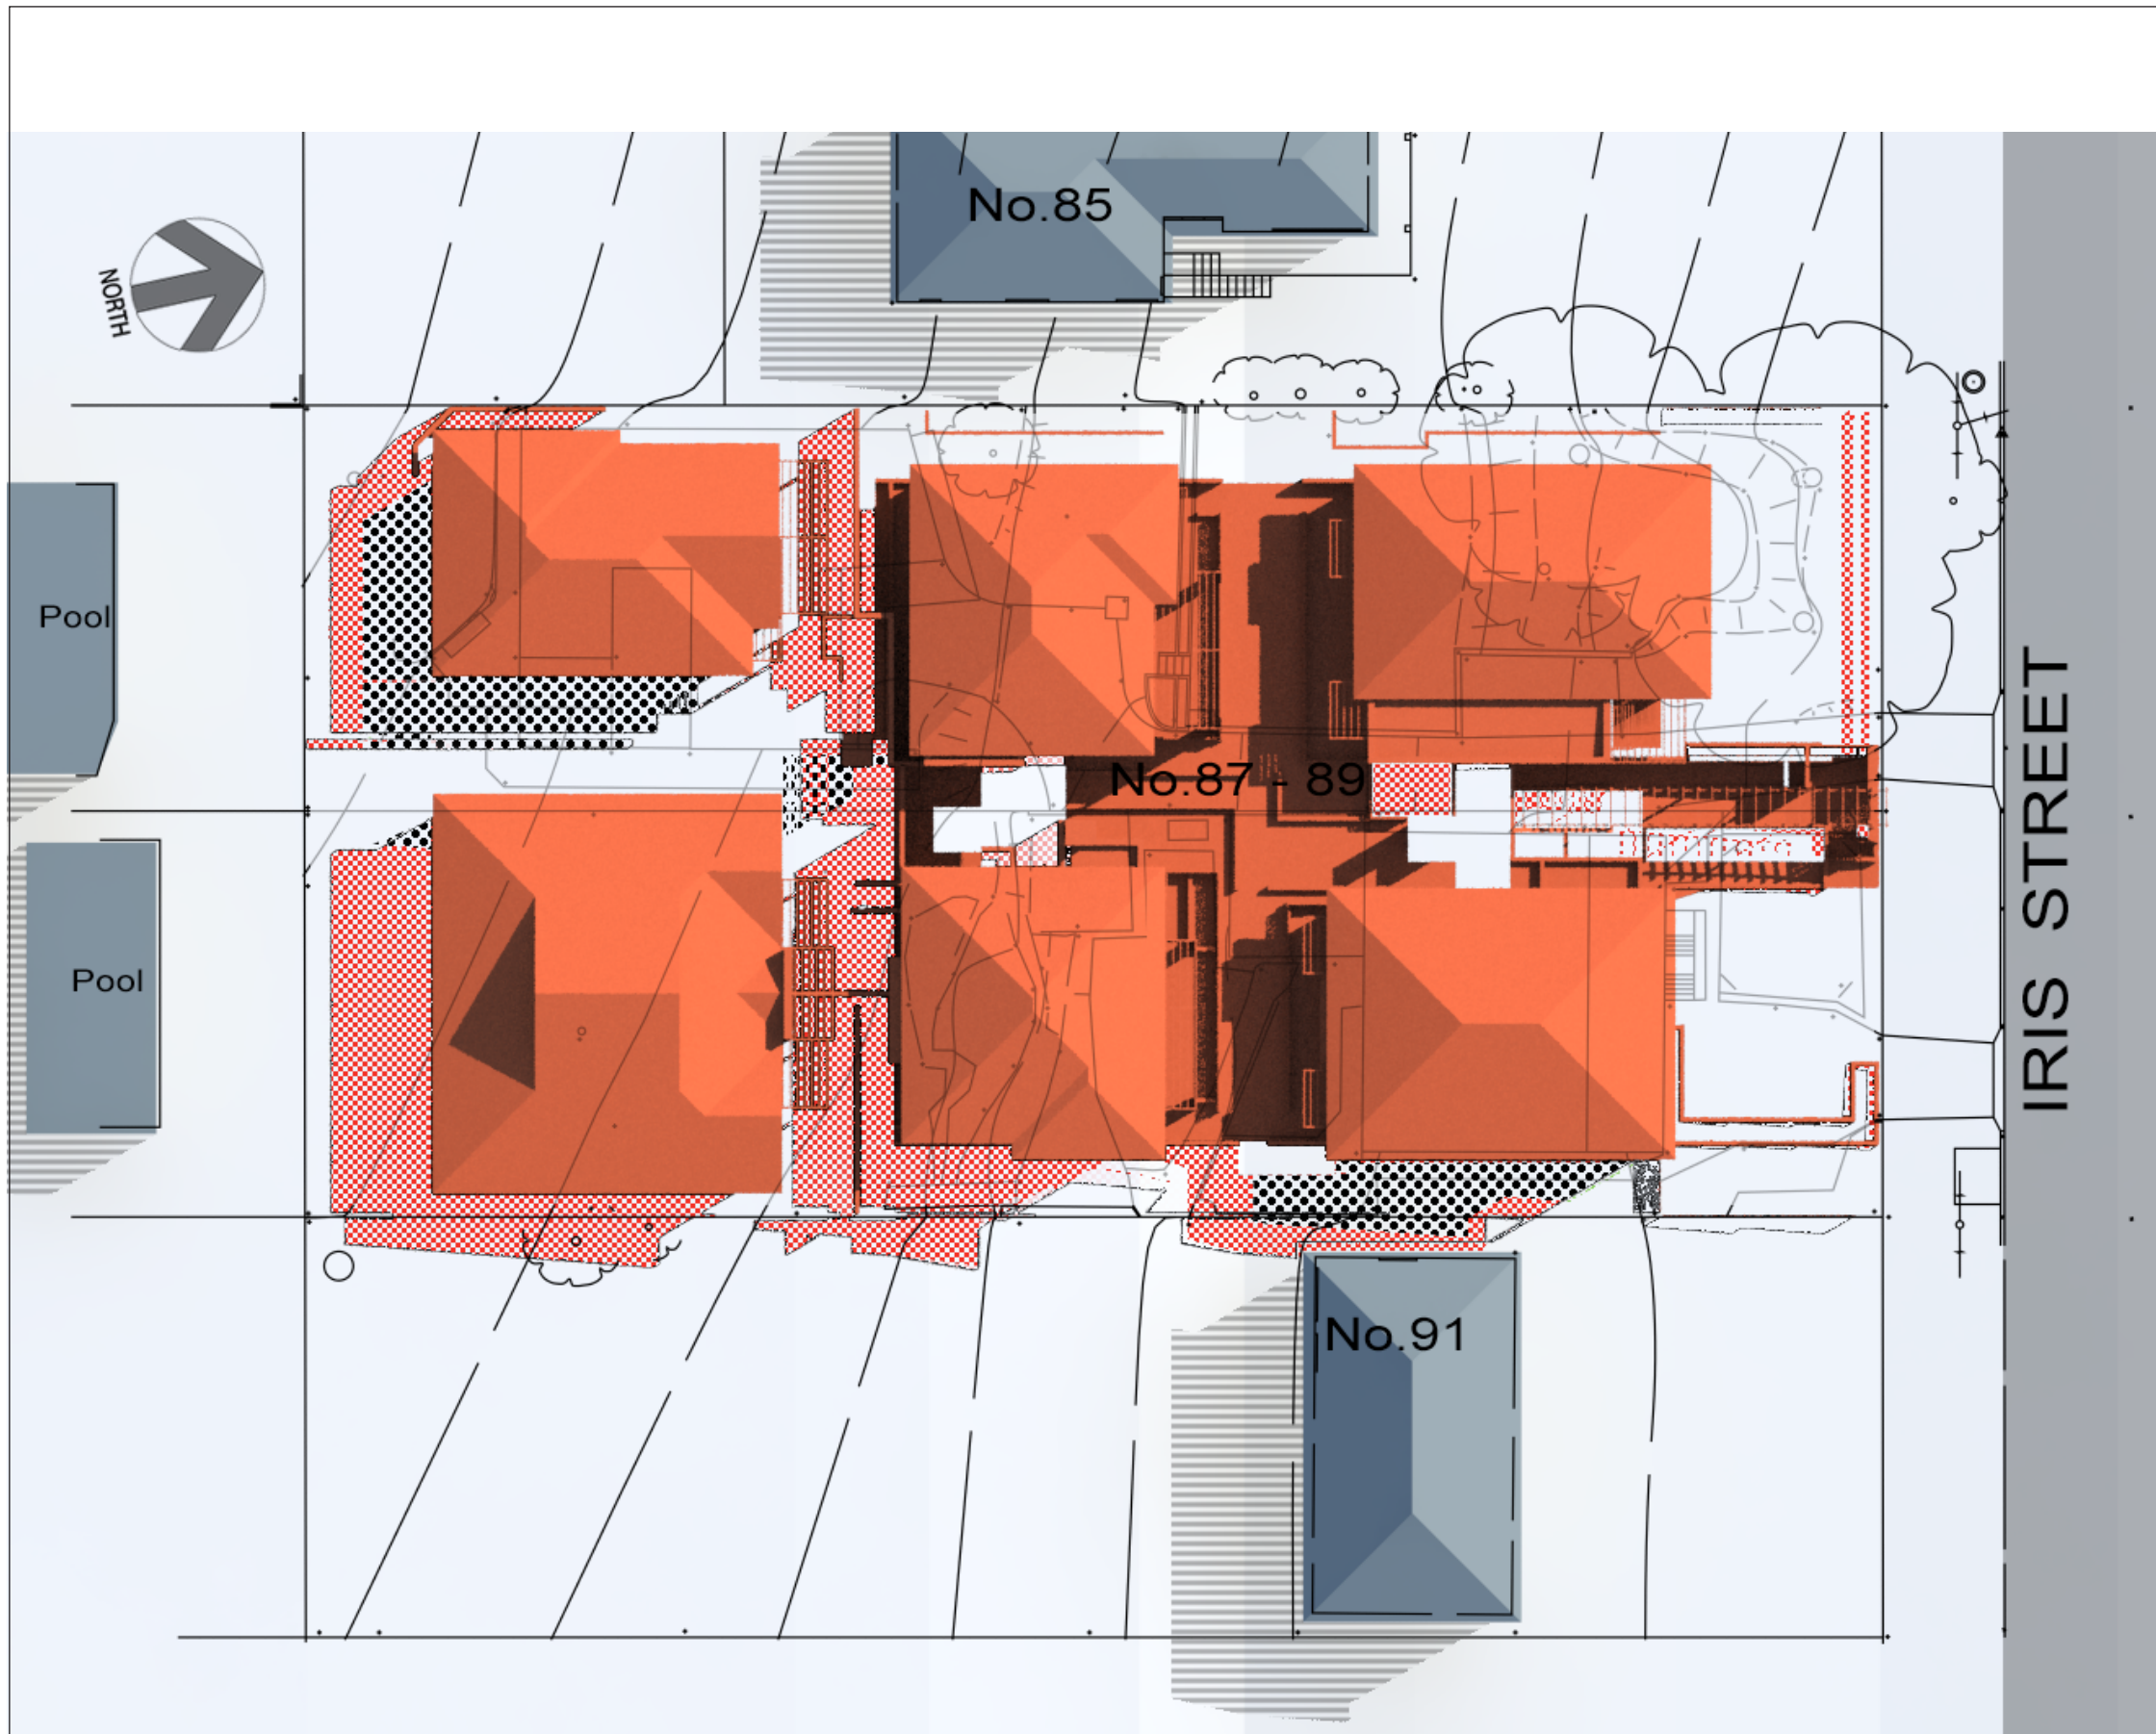 No.85
NORTH
Pool
No.87 - 89
IRIS STREET
Pool
No.91